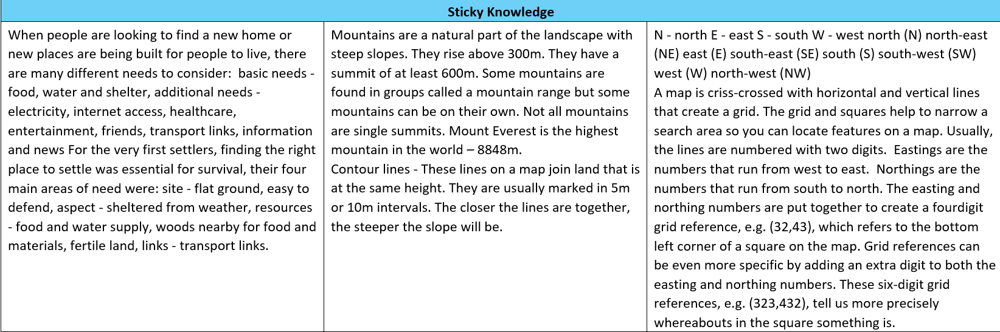 Sticky Knowledge
When people are looking to find a new home or
new places are being built for people to live, there
are many different needs to consider:  basic needs -
food, water and shelter, additional needs -
electricity, internet access, healthcare,
entertainment, friends, transport links, information
and news For the very first settlers, finding the right
place to settle was essential for survival, their four
main areas of need were: site - flat ground, easy to
defend, aspect - sheltered from weather, resources
- food and water supply, woods nearby for food and
materials, fertile land, links - transport links.
Mountains are a natural part of the landscape with
steep slopes. They rise above 300m. They have a
summit of at least 600m. Some mountains are
found in groups called a mountain range but some
mountains can be on their own. Not all mountains
are single summits. Mount Everest is the highest
mountain in the world – 8848m.
Contour lines - These lines on a map join land that is
at the same height. They are usually marked in 5m
or 10m intervals. The closer the lines are together,
the steeper the slope will be.
N - north E - east S - south W - west north (N) north-east
(NE) east (E) south-east (SE) south (S) south-west (SW)
west (W) north-west (NW)
A map is criss-crossed with horizontal and vertical lines
that create a grid. The grid and squares help to narrow a
search area so you can locate features on a map. Usually,
the lines are numbered with two digits.  Eastings are the
numbers that run from west to east.  Northings are the
numbers that run from south to north. The easting and
northing numbers are put together to create a fourdigit
grid reference, e.g. (32,43), which refers to the bottom
left corner of a square on the map. Grid references can
be even more specific by adding an extra digit to both the
easting and northing numbers. These six-digit grid
references, e.g. (323,432), tell us more precisely
whereabouts in the square something is.